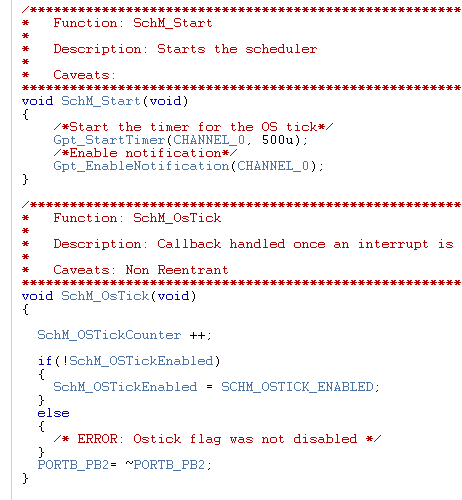 /******************************************************
*   Function: SchM_Start
*
*   Description: Starts the scheduler
*
*   Caveats:
*******************************************************
void SchM_Start(void)
{
    /*Start the timer for the OS tick*/
    Gpt_StartTimer(CHANNEL_0, 500u);
    /*Enable notification*/
    Gpt_EnableNotification(CHANNEL_0);
}

/******************************************************
*   Function: SchM_OsTick
*
*   Description: Callback handled once an interrupt is
*
*   Caveats: Non Reentrant
*******************************************************
void SchM_OsTick(void)
{

  SchM_OSTickCounter ++;

  if(!SchM_OSTickEnabled)
  {
    SchM_OSTickEnabled = SCHM_OSTICK_ENABLED;
  }
  else
  {
    /* ERROR: Ostick flag was not disabled */
  }
  PORTB_PB2= ~PORTB_PB2;
}